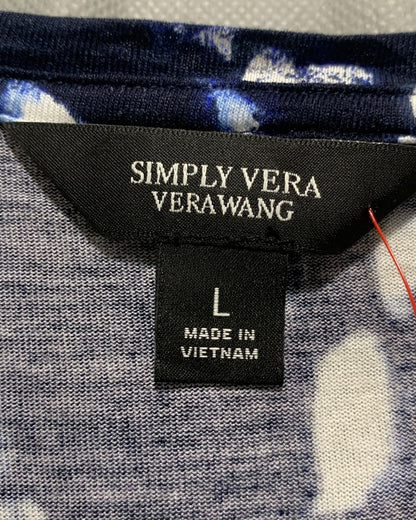 SIMPLY VERA
VERAWANG
L
MADE IN
VIETNAM